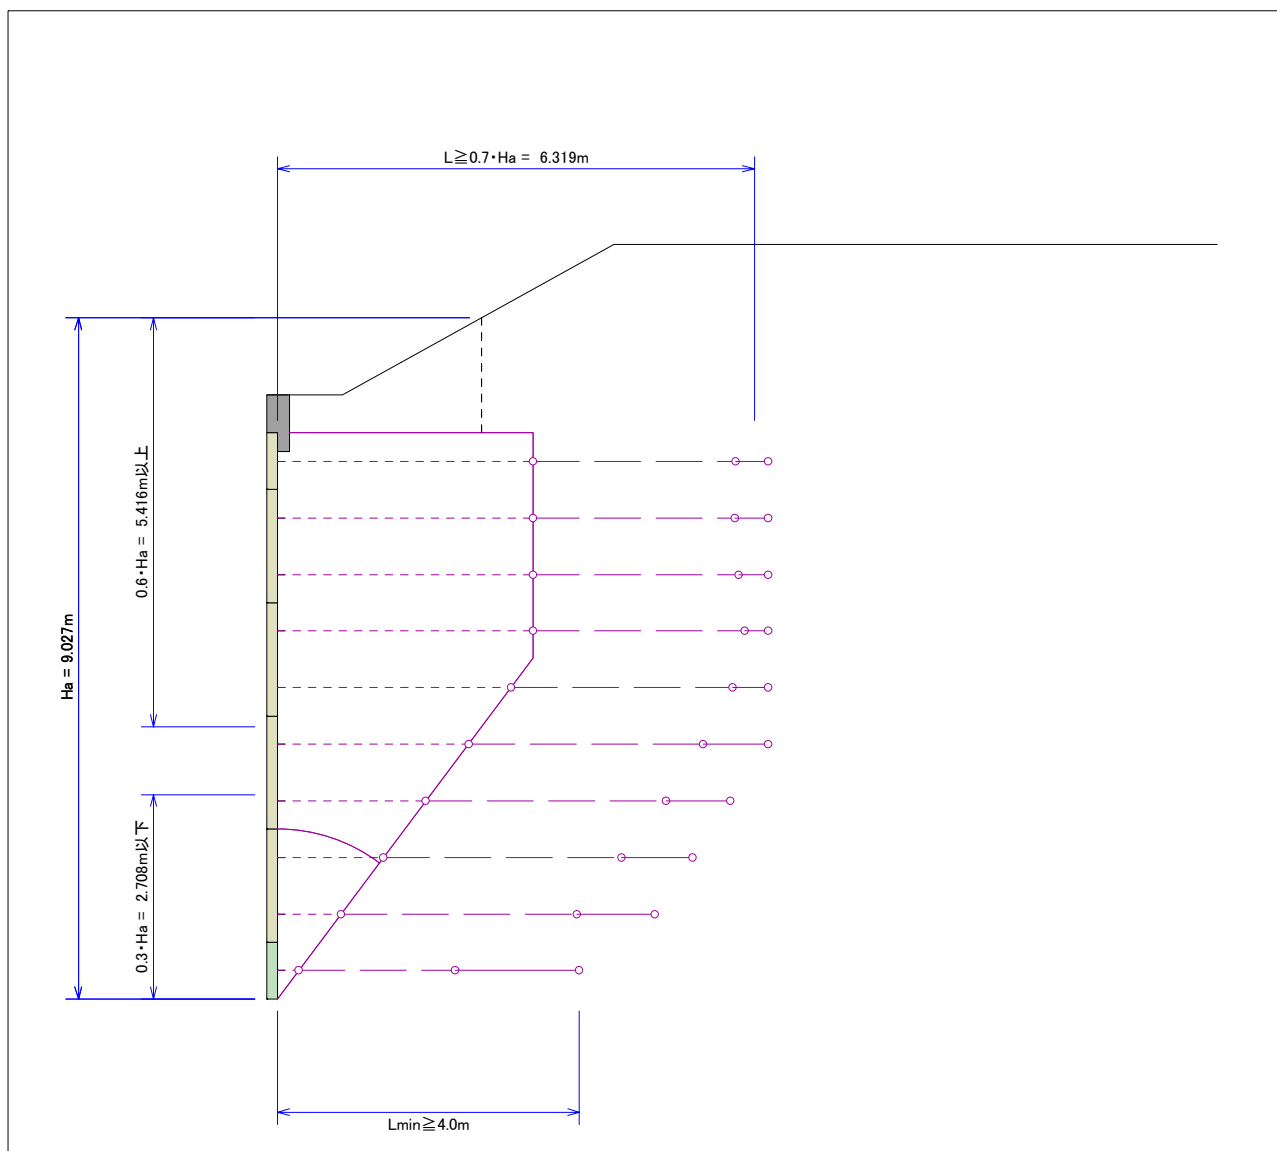 L≧0.7・Ha = 6.319m
0.6・Ha = 5.416m以上
Ha = 9.027m
0.3・Ha = 2.708m以下
Lmin≧4.0m